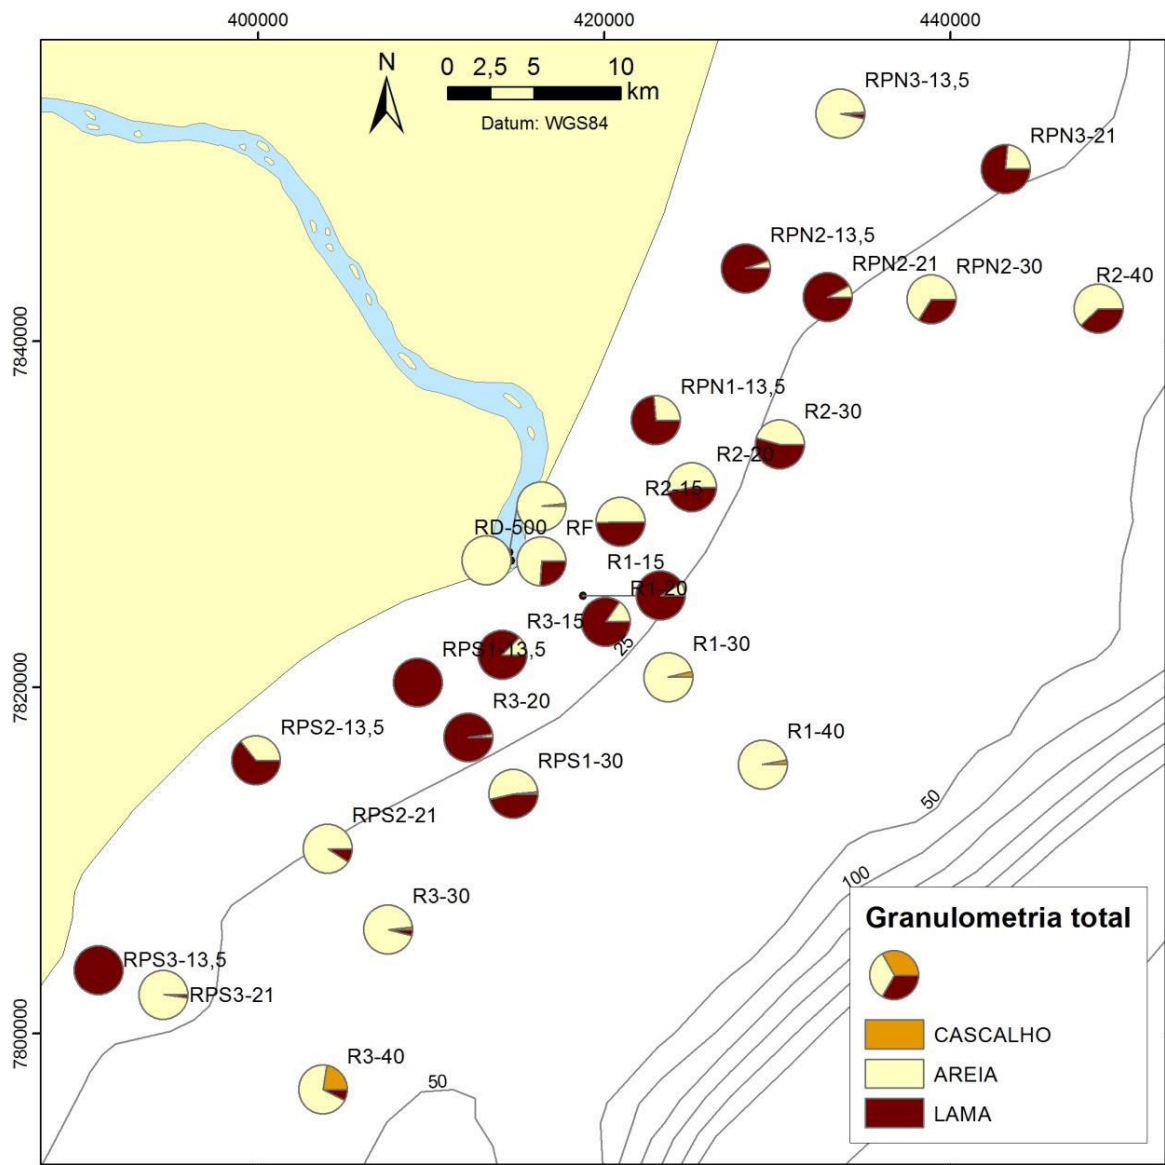 400000
420000
440000
N
0 2,5 5 10
km
Datum: WGS84
RPN3-13,5
RPN3-21
RPN2-13,5
RPN2-21
RPN2-30
R2-40
7840000
RPN1-13,5
R2-30
R2-20
R2-15
RD-500
RF
R1-15
R1-20
R3-15
RPS1-13,5
25
R1-30
7820000
R3-20
RPS2-13,5
R1-40
RPS1-30
50
RPS2-21
100
R3-30
Granulometria total
RPS3-13,5
RPS3-21
7800000
CASCALHO
R3-40
AREIA
50
LAMA